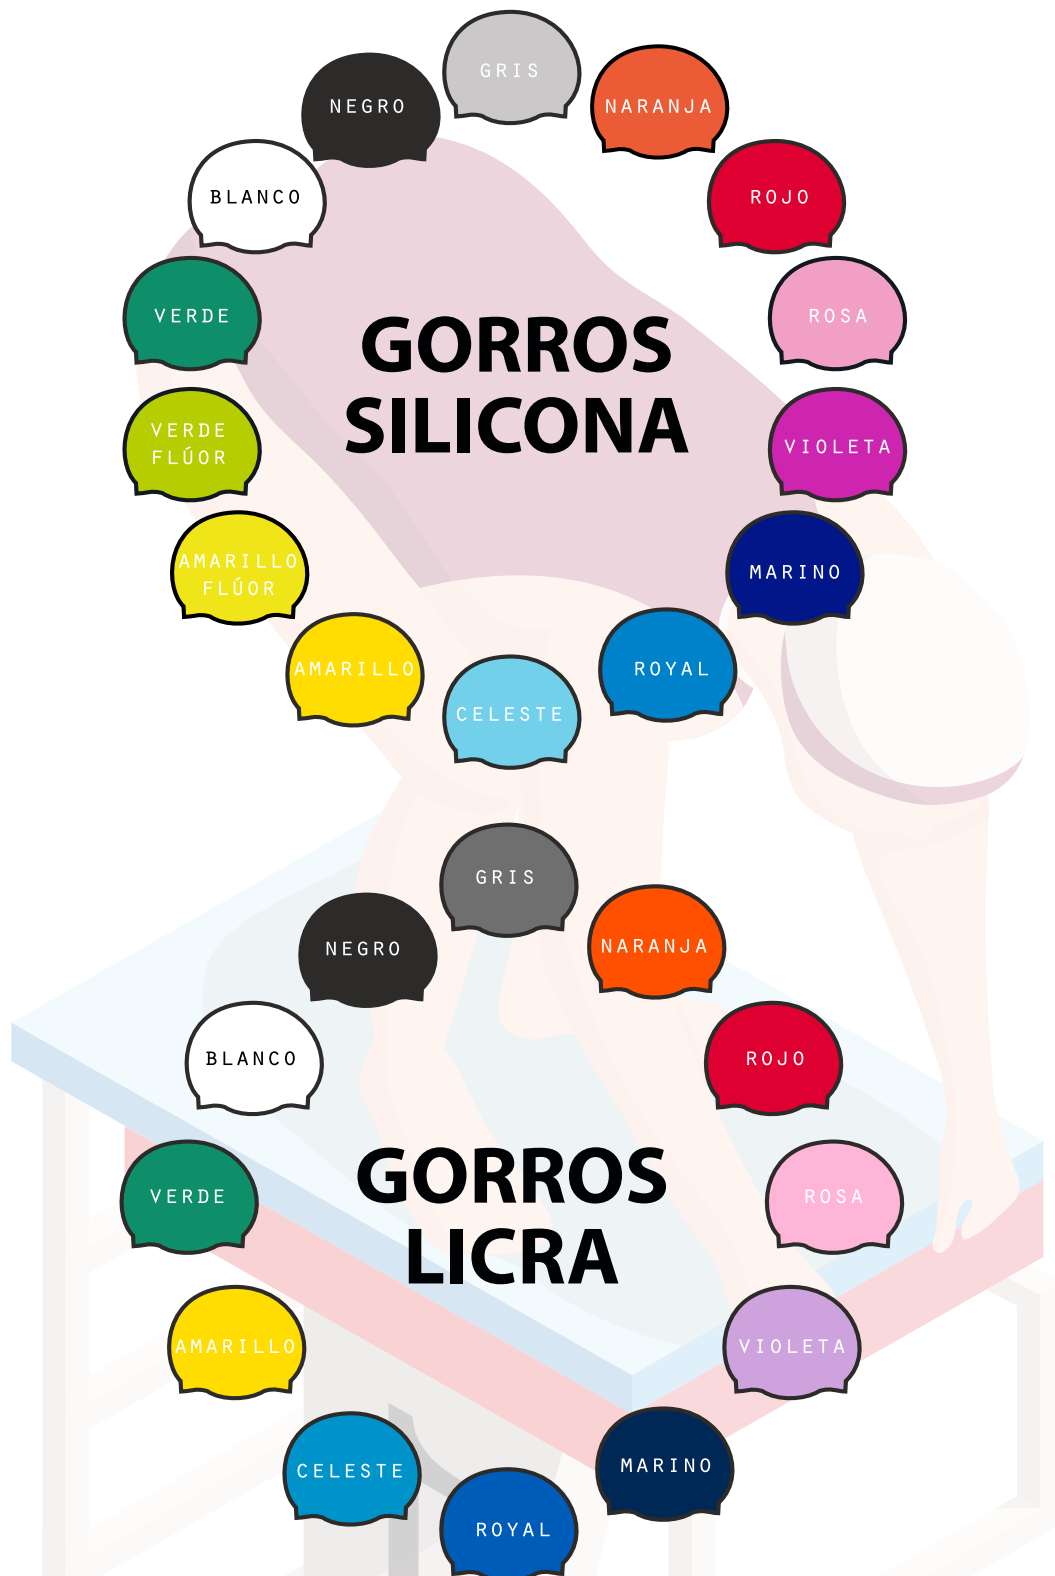 GRIS
NEGRO
NARANJA
BLANCO
ROJO
VERDE
ROSA
GORROS
SILICONA
VERDE
FLÚOR
VIOLETA
AMARILLO
FLÚOR
MARINO
AMARILLO
ROYAL
CELESTE
GRIS
NEGRO
NARANJA
BLANCO
ROJO
VERDE
ROSA
GORROS
LICRA
AMARILLO
VIOLETA
CELESTE
MARINO
ROYAL